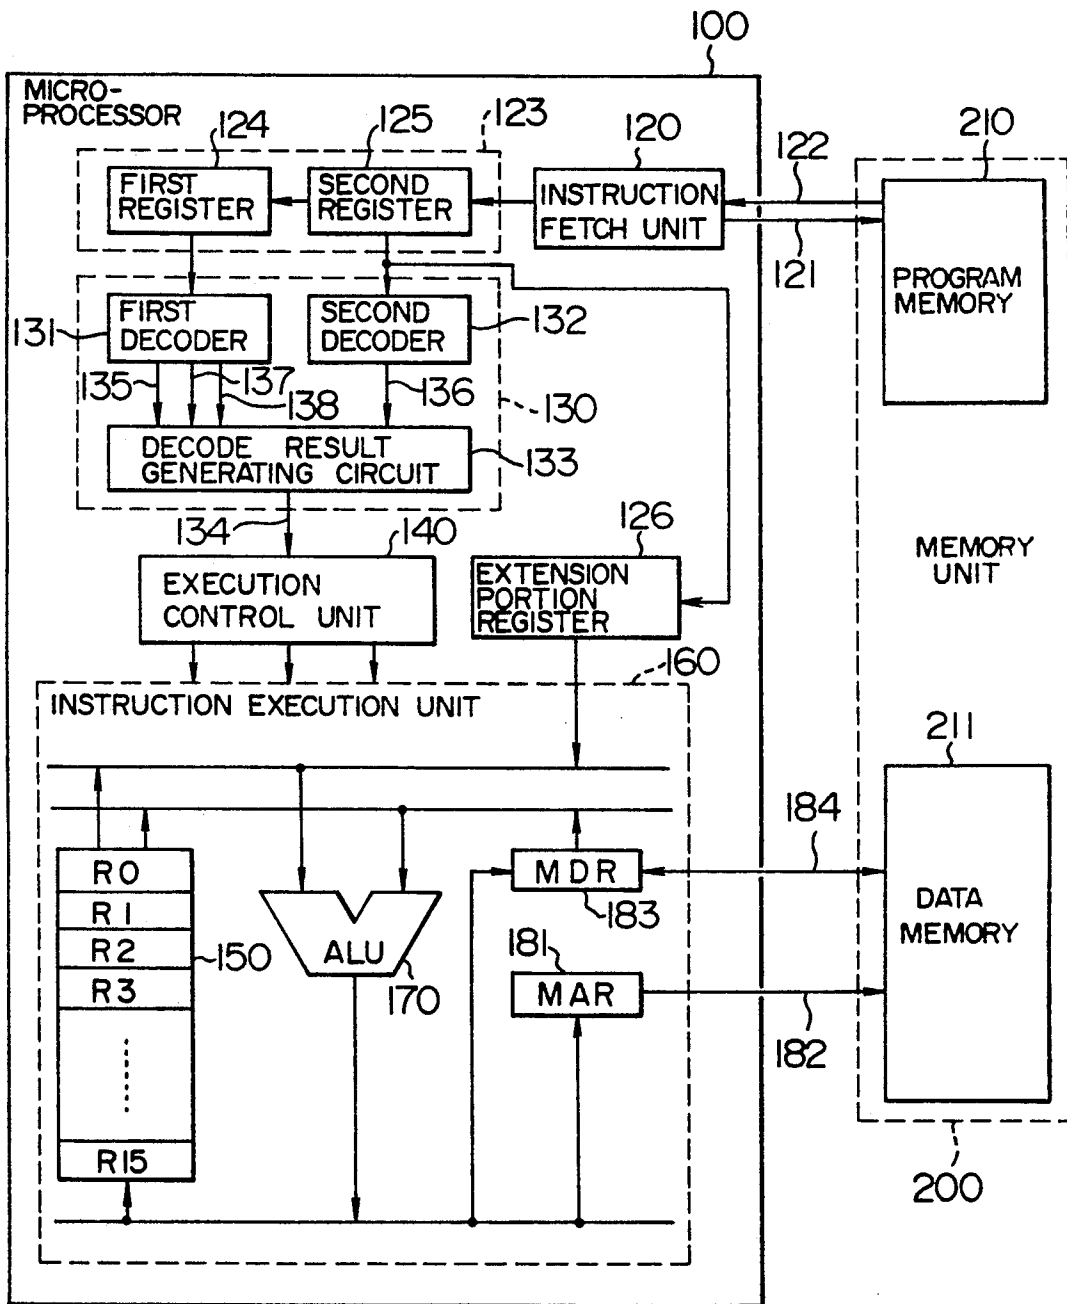 100
MICRO-
PROCESSOR
124
125
123
120
122
210
FIRST
REGISTER
SECOND
REGISTER
INSTRUCTION
FETCH UNIT
121
PROGRAM
MEMORY
131
FIRST
DECODER
SECOND
DECODER
132
135
137
138
136
130
DECODE RESULT
GENERATING CIRCUIT
133
134
140
126
EXECUTION
CONTROL UNIT
EXTENSION
PORTION
REGISTER
MEMORY
UNIT
160
INSTRUCTION EXECUTION UNIT
211
184
R0
R1
R2
R3
R15
150
ALU
170
MDR
183
181
MAR
182
DATA
MEMORY
200